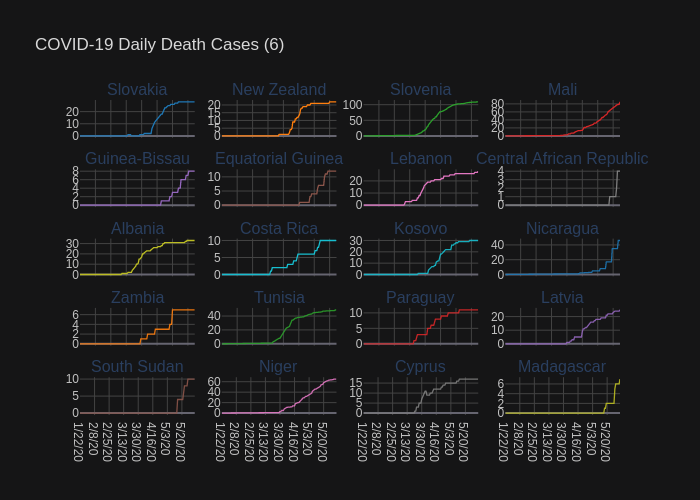 COVID-19 Daily Death Cases (6)
Slovakia New Zealand Slovenia Mali
20 20 100 80
10 15 50 60
0 10 0 40
5 20
0 0
Guinea-Bissau Equatorial Guinea Lebanon Central African Republic
8 10 20 4
6 5 10 3
4 0 0 2
2 1
0 0
Albania Costa Rica Kosovo Nicaragua
30 10 30 40
20 5 20 20
10 0 10 0
0 0
Zambia Tunisia Paraguay Latvia
6 40 10 20
4 20 5 10
2 0 0 0
0
South Sudan Niger Cyprus Madagascar
10 60 15 6
5 40 10 4
0 20 5 2
0 0 0
1/22/20 2/8/20 2/25/20 3/13/20 3/30/20 4/16/20 5/3/20 5/20/20
1/22/20 2/8/20 2/25/20 3/13/20 3/30/20 4/16/20 5/3/20 5/20/20
1/22/20 2/8/20 2/25/20 3/13/20 3/30/20 4/16/20 5/3/20 5/20/20
1/22/20 2/8/20 2/25/20 3/13/20 3/30/20 4/16/20 5/3/20 5/20/20